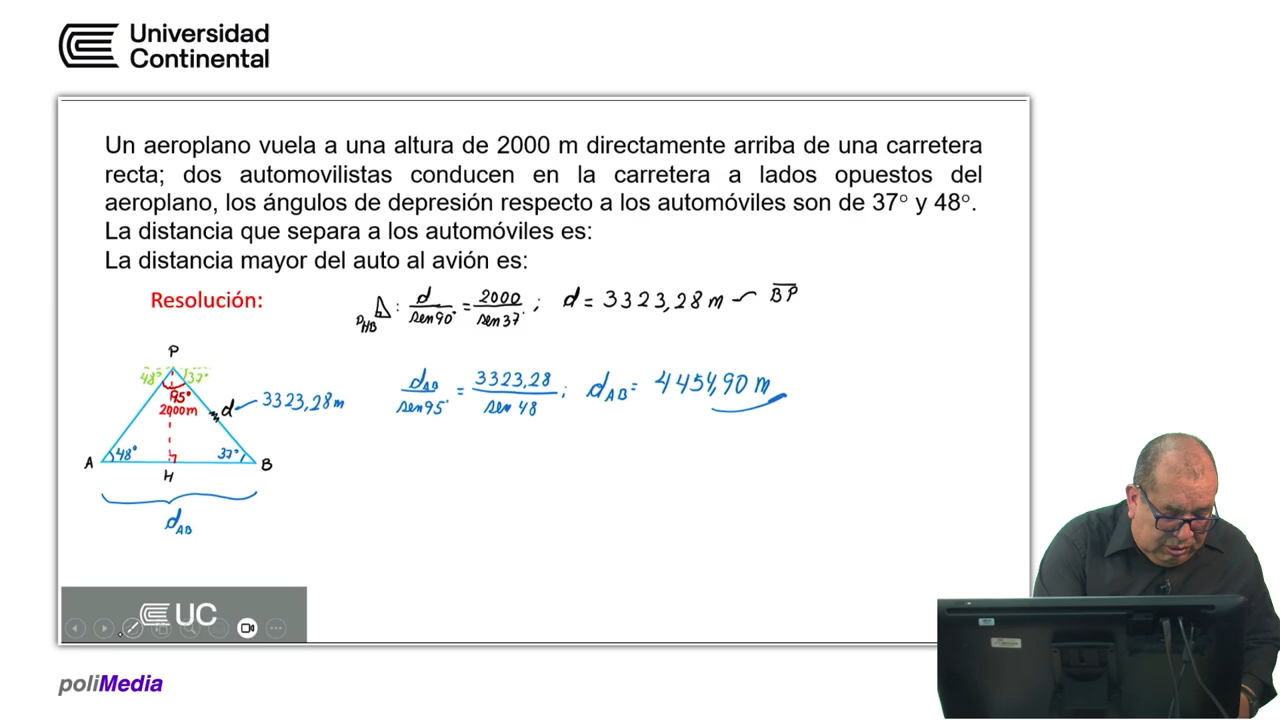 Universidad
Continental
Un aeroplano vuela a una altura de 2000 m directamente arriba de una carretera
recta; dos automovilistas conducen en la carretera a lados opuestos del
aeroplano, los ángulos de depresión respecto a los automóviles son de 37° y 48°.
La distancia que separa a los automóviles es:
La distancia mayor del auto al avión es:
Resolución:
PHB : d/sen90° = 2000/sen37° ; d = 3323,28 m BP
P
48° 37°
95°
2000m
d 3323,28m
dAB/sen95° = 3323,28/sen 48 ; dAB = 4454,90 m
A 48° 37° B
H
dAB
UC
poliMedia